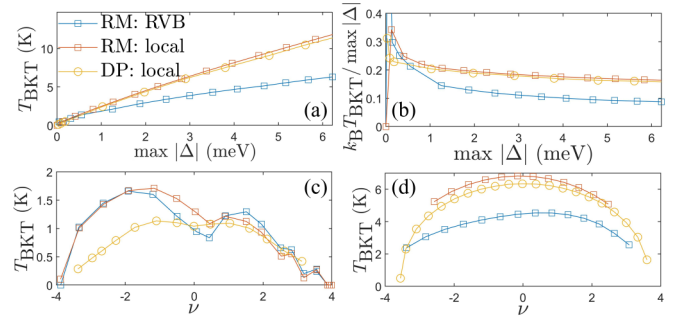 T_BKT (K)
10
5
0
RM: RVB
RM: local
DP: local
(a)
0 1 2 3 4 5 6
max |Δ| (meV)
k_B T_BKT / max |Δ|
0.4
0.3
0.2
0.1
0
(b)
0 1 2 3 4 5 6
max |Δ| (meV)
T_BKT (K)
2
1.5
1
0.5
0
(c)
-4 -2 0 2 4
ν
T_BKT (K)
6
4
2
0
(d)
-4 -2 0 2 4
ν